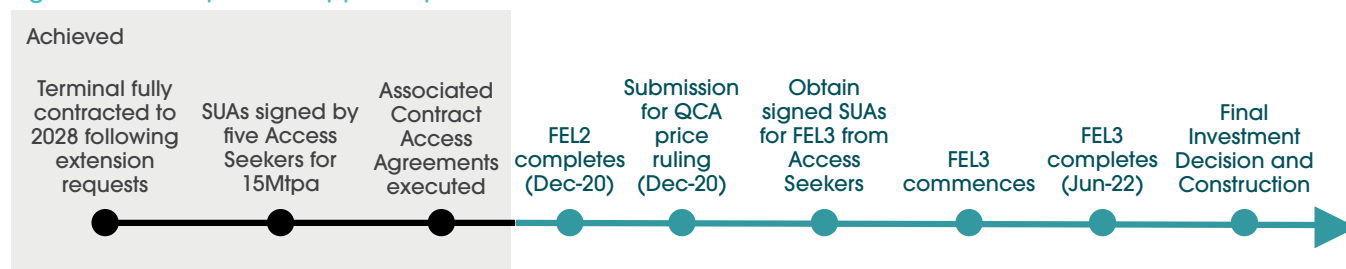 Achieved
Terminal fully
contracted to
2028 following
extension
requests
SUAs signed by
five Access
Seekers for
15Mtpa
Associated
Contract
Access
Agreements
executed
FEL2
completes
(Dec-20)
Submission
for QCA
price
ruling
(Dec-20)
Obtain
signed SUAs
for FEL3 from
Access
Seekers
FEL3
commences
FEL3
completes
(Jun-22)
Final
Investment
Decision and
Construction